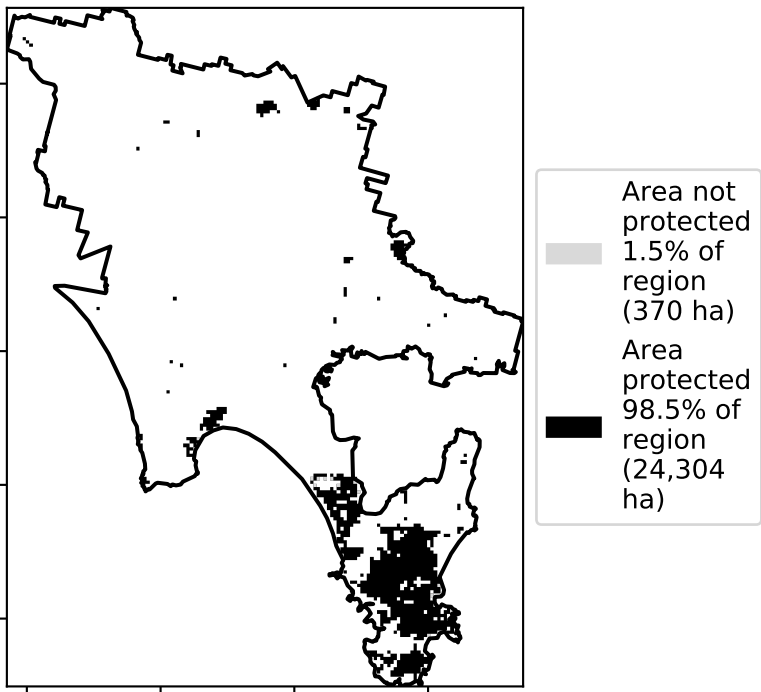 Area not
protected
1.5% of
region
(370 ha)
Area
protected
98.5% of
region
(24,304
ha)